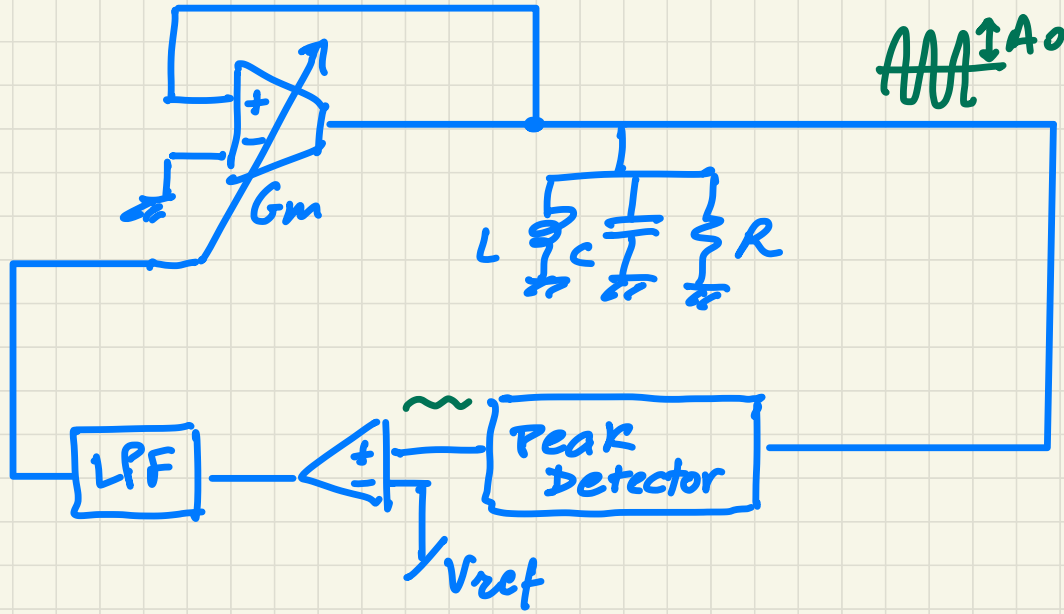 Ao
+
−
Gm
L
C
R
LPF
+
−
Peak
Detector
Vref